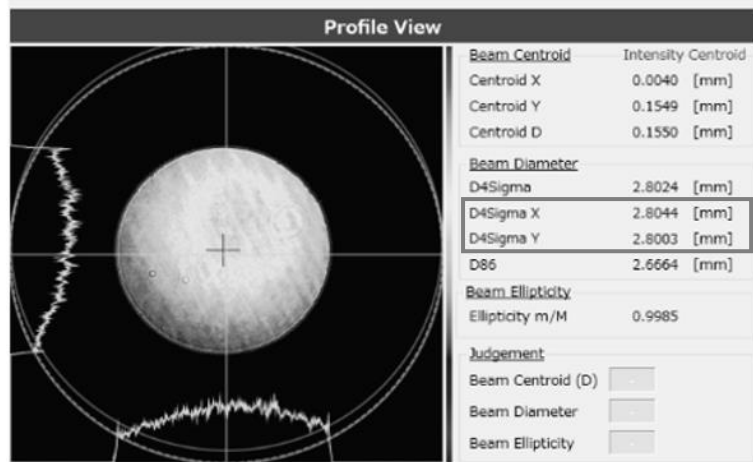 Profile View
Beam Centroid Intensity Centroid
Centroid X 0.0040 [mm]
Centroid Y 0.1549 [mm]
Centroid D 0.1550 [mm]
Beam Diameter
D4Sigma 2.8024 [mm]
D4Sigma X 2.8044 [mm]
D4Sigma Y 2.8003 [mm]
D86 2.6664 [mm]
Beam Ellipticity
Ellipticity m/M 0.9985
Judgement
Beam Centroid (D) -
Beam Diameter -
Beam Ellipticity -